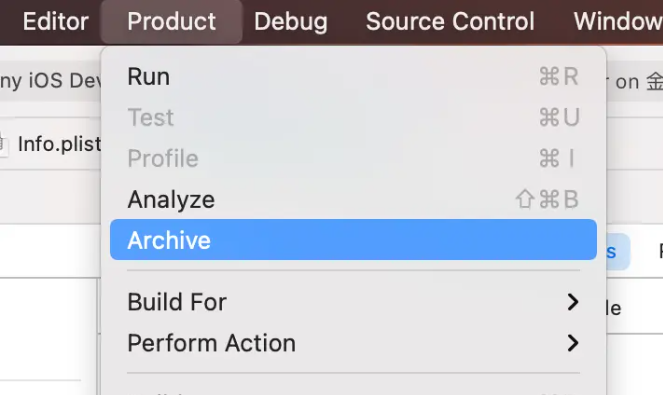 Editor Product Debug Source Control Window
Run ⌘R
ny iOS Dev
on 金
Test ⌘U
Info.plist
Profile ⌘I
Analyze ⇧⌘B
Archive
Build For
Perform Action